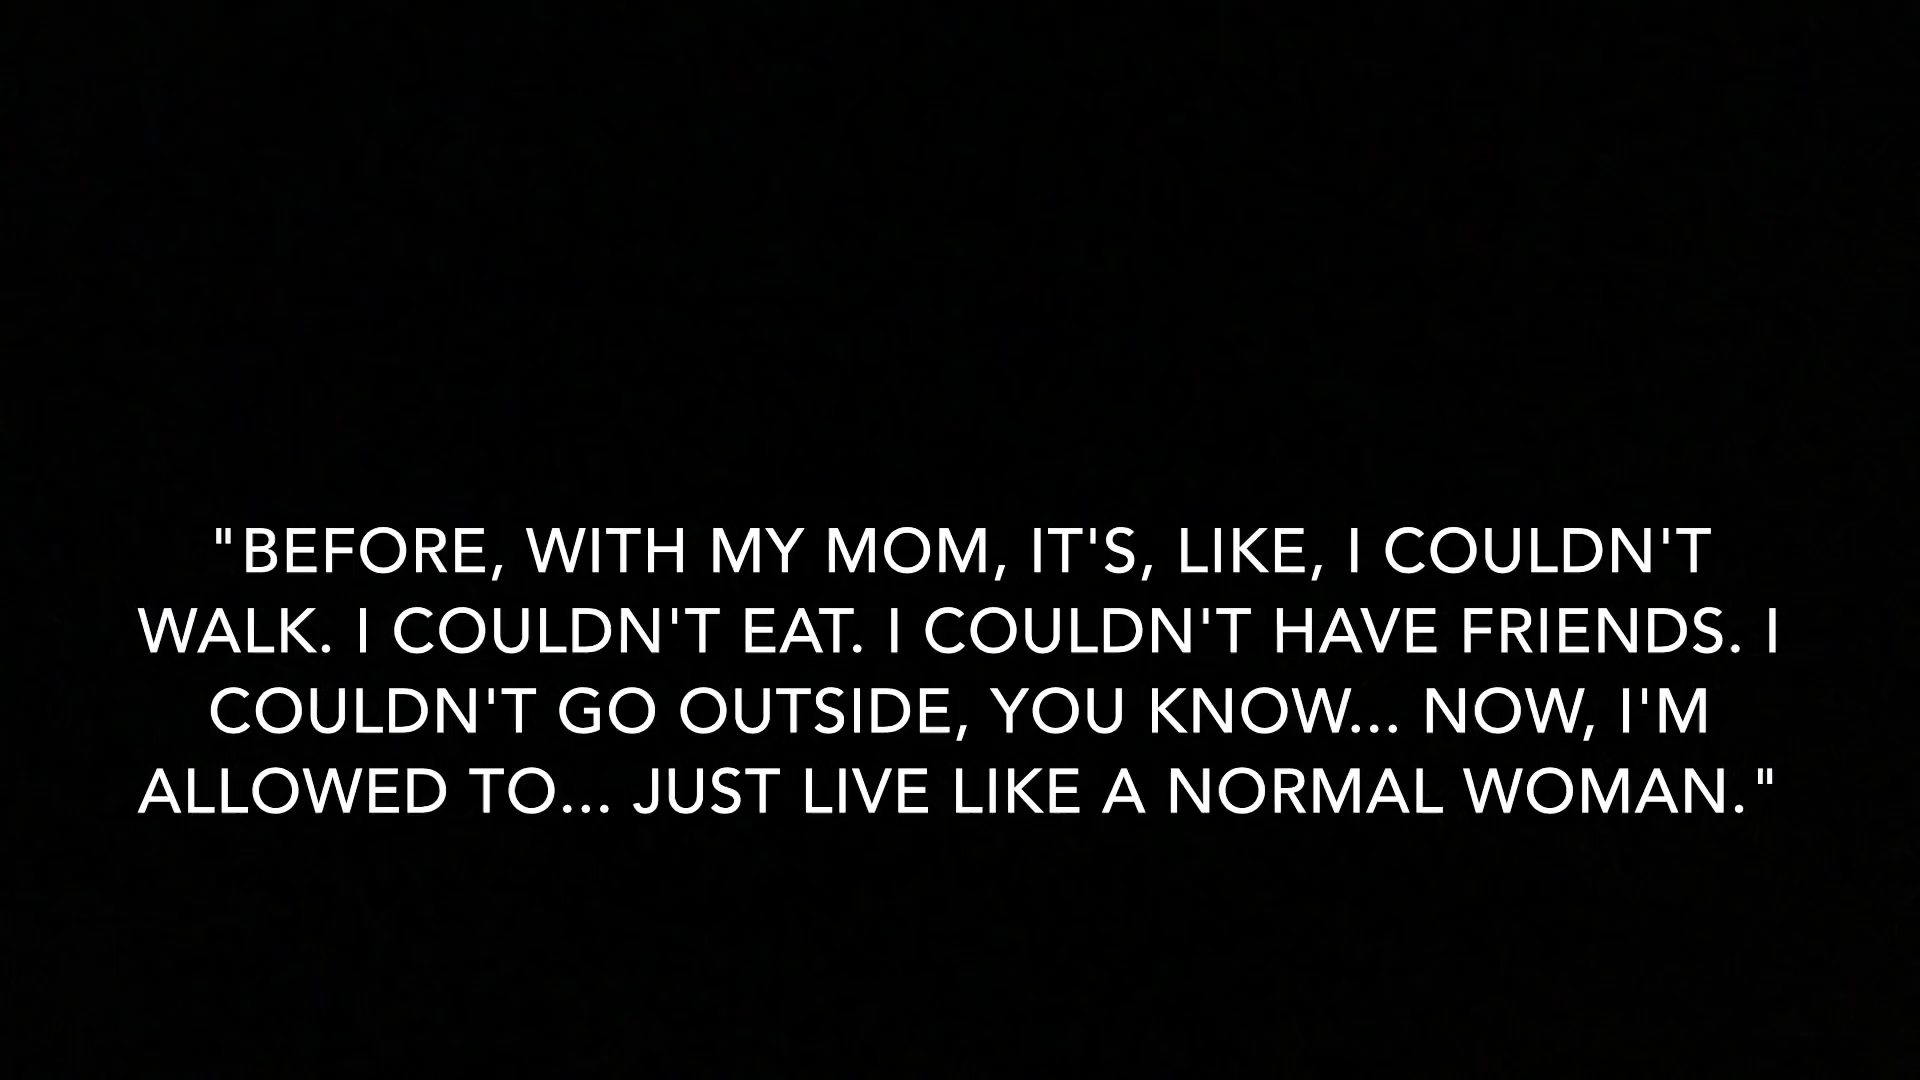 "BEFORE, WITH MY MOM, IT'S, LIKE, I COULDN'T
WALK. I COULDN'T EAT. I COULDN'T HAVE FRIENDS. I
COULDN'T GO OUTSIDE, YOU KNOW... NOW, I'M
ALLOWED TO... JUST LIVE LIKE A NORMAL WOMAN."